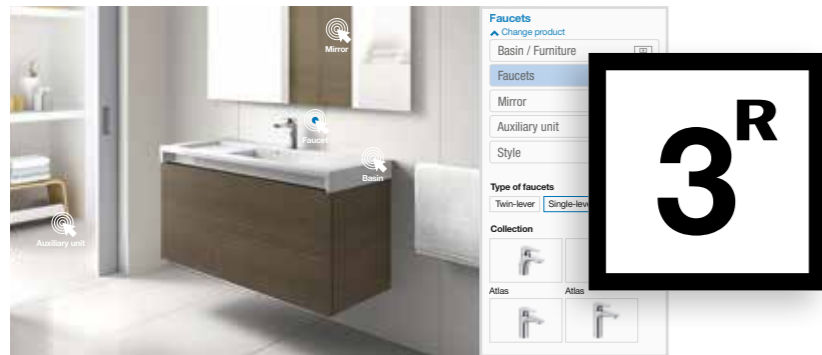 Mirror
Faucet
Basin
Auxiliary unit
Faucets
Change product
Basin / Furniture
Faucets
Mirror
Auxiliary unit
Style
Type of faucets
Twin-lever
Collection
Atlas Atlas
3R